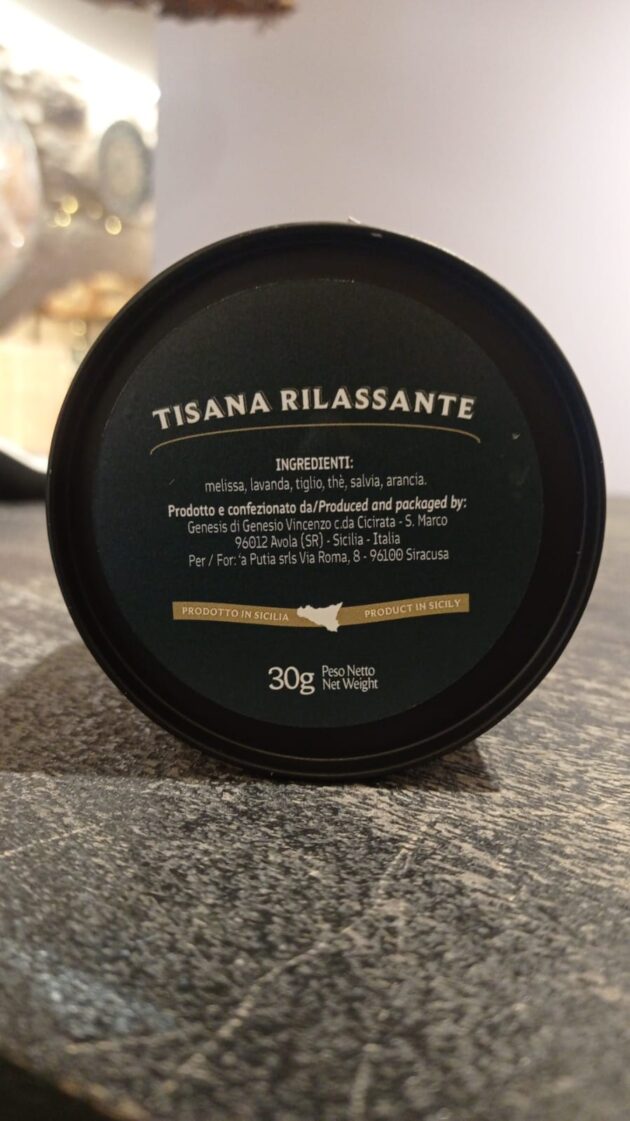 TISANA RILASSANTE
INGREDIENTI:
melissa, lavanda, tiglio, thè, salvia, arancia.
Prodotto e confezionato da/Produced and packaged by:
Genesis di Genesio Vincenzo c.da Cicirata - S. Marco
96012 Avola (SR) - Sicilia - Italia
Per / For: 'a Putia srls Via Roma, 8 - 96100 Siracusa
PRODOTTO IN SICILIA PRODUCT IN SICILY
30g Peso Netto
Net Weight